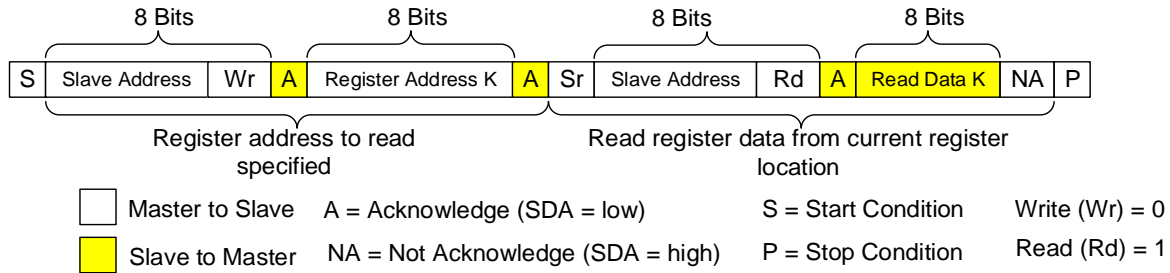 8 Bits 8 Bits 8 Bits 8 Bits
S Slave Address Wr A Register Address K A Sr Slave Address Rd A Read Data K NA P
Register address to read specified
Read register data from current register location
Master to Slave A = Acknowledge (SDA = low) S = Start Condition Write (Wr) = 0
Slave to Master NA = Not Acknowledge (SDA = high) P = Stop Condition Read (Rd) = 1